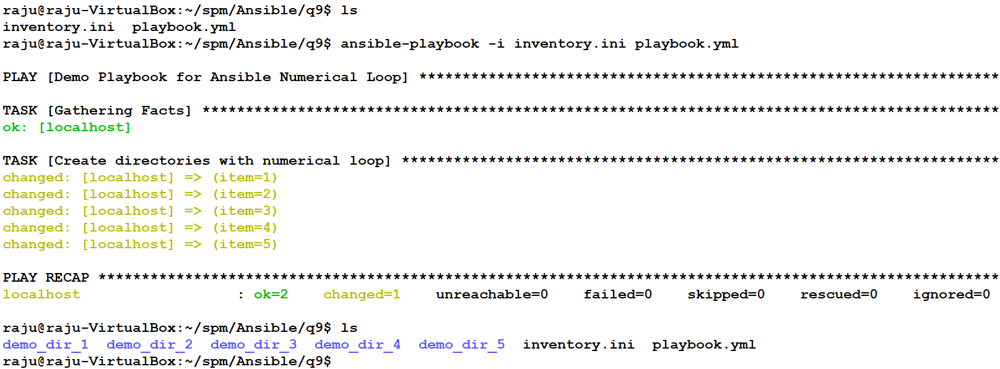 raju@raju-VirtualBox:~/spm/Ansible/q9$ ls
inventory.ini  playbook.yml
raju@raju-VirtualBox:~/spm/Ansible/q9$ ansible-playbook -i inventory.ini playbook.yml
PLAY [Demo Playbook for Ansible Numerical Loop] *******************************************************************
TASK [Gathering Facts] ********************************************************************************************
ok: [localhost]
TASK [Create directories with numerical loop] *********************************************************************
changed: [localhost] => (item=1)
changed: [localhost] => (item=2)
changed: [localhost] => (item=3)
changed: [localhost] => (item=4)
changed: [localhost] => (item=5)
PLAY RECAP ********************************************************************************************************
localhost                  : ok=2    changed=1    unreachable=0    failed=0    skipped=0    rescued=0    ignored=0
raju@raju-VirtualBox:~/spm/Ansible/q9$ ls
demo_dir_1  demo_dir_2  demo_dir_3  demo_dir_4  demo_dir_5  inventory.ini  playbook.yml
raju@raju-VirtualBox:~/spm/Ansible/q9$